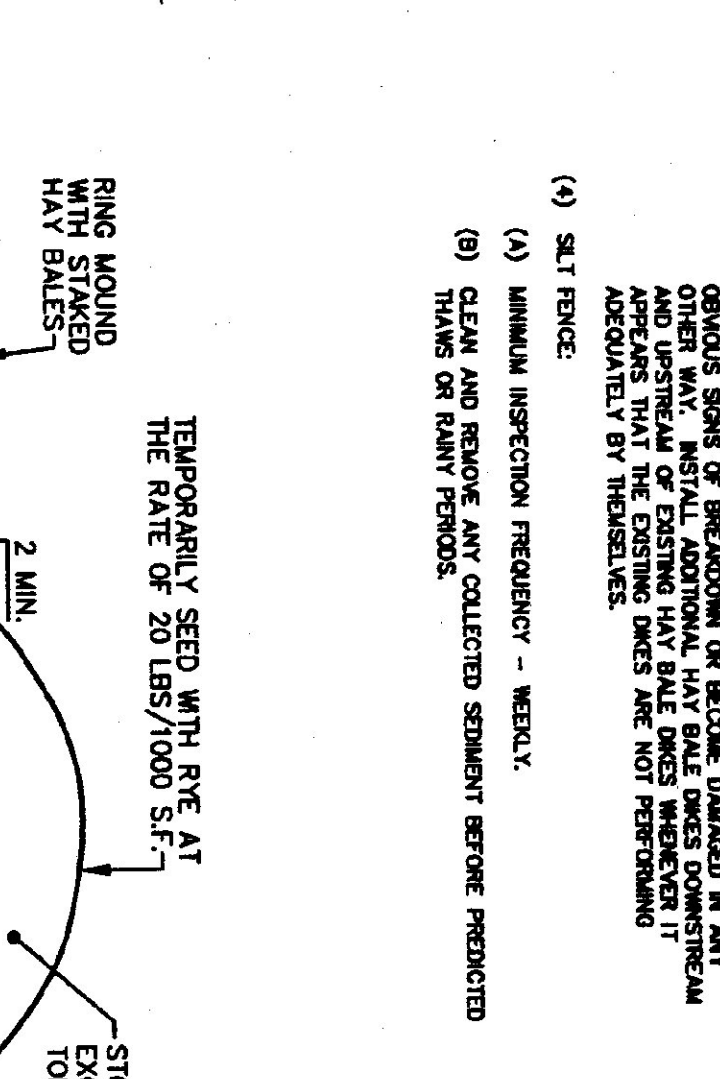 OBVIOUS SIGNS OF BREAKDOWN OR BECOME DAMAGED IN ANY
OTHER WAY. INSTALL ADDITIONAL HAY BALE DIKES DOWNSTREAM
AND UPSTREAM OF EXISTING HAY BALE DIKES WHENEVER IT
APPEARS THAT THE EXISTING DIKES ARE NOT PERFORMING
ADEQUATELY BY THEMSELVES.
(4) SILT FENCE:
(A) MINIMUM INSPECTION FREQUENCY -- WEEKLY.
(B) CLEAN AND REMOVE ANY COLLECTED SEDIMENT BEFORE PREDICTED
THAWS OR RAINY PERIODS.
TEMPORARILY SEED WITH RYE AT
THE RATE OF 20 LBS/1000 S.F.
RING MOUND
WITH STAKED
HAY BALES
2 MIN.